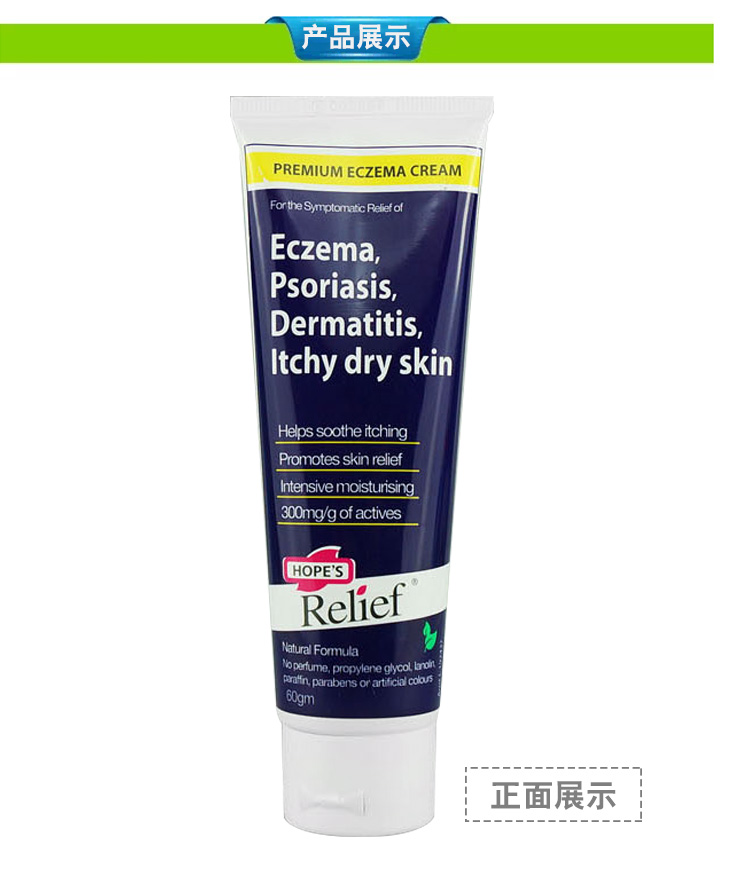 产品展示
PREMIUM ECZEMA CREAM
For the Symptomatic Relief of
Eczema,
Psoriasis,
Dermatitis,
Itchy dry skin
Helps soothe itching
Promotes skin relief
Intensive moisturising
300mg/g of actives
HOPE'S
Relief®
Natural Formula
No perfume, propylene glycol, lanolin,
paraffin, parabens or artificial colours
60gm
正面展示